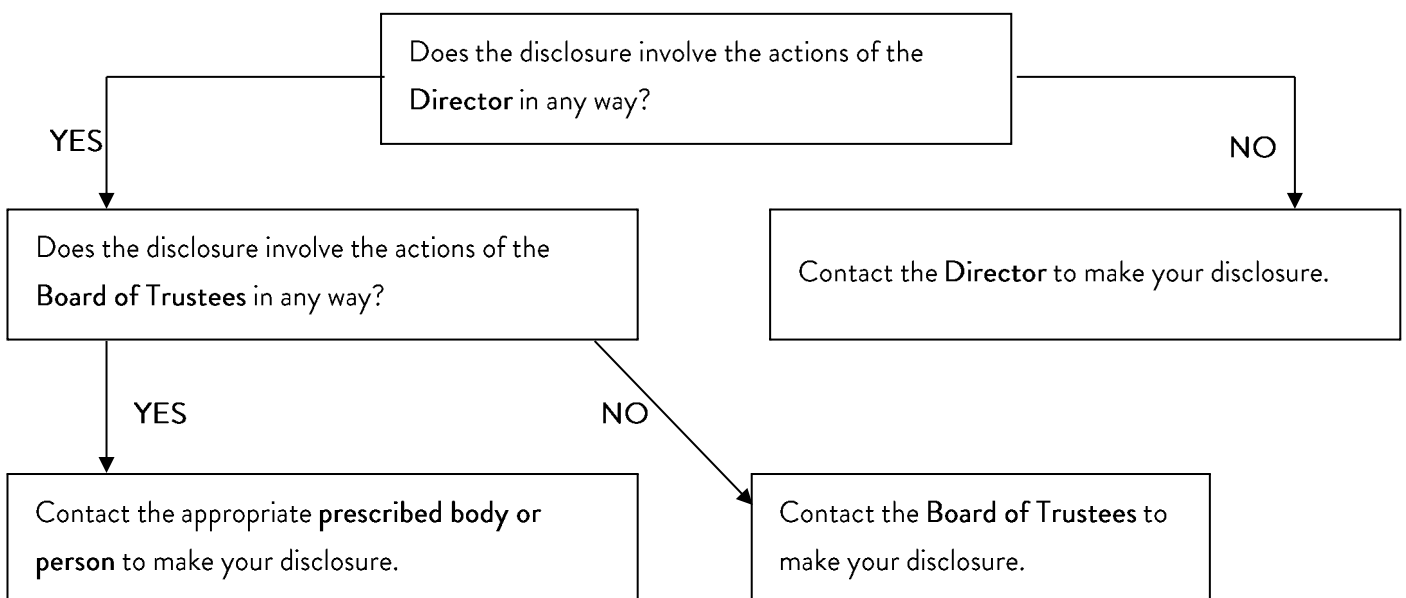 Does the disclosure involve the actions of the
Director in any way?
YES
NO
Does the disclosure involve the actions of the
Board of Trustees in any way?
Contact the Director to make your disclosure.
YES
NO
Contact the appropriate prescribed body or
person to make your disclosure.
Contact the Board of Trustees to
make your disclosure.